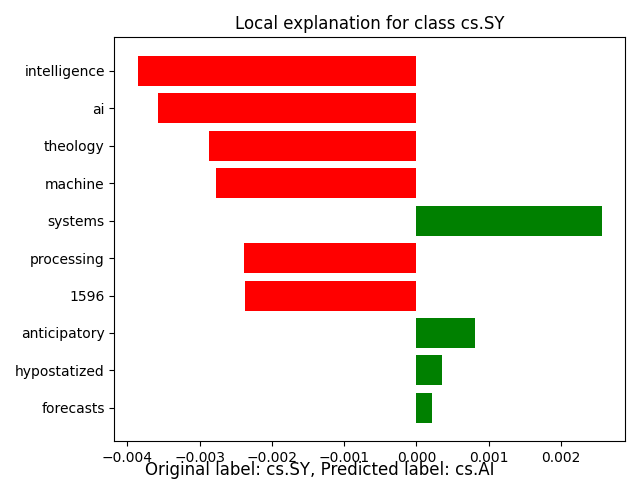 Local explanation for class cs.SY
intelligence
ai
theology
machine
systems
processing
1596
anticipatory
hypostatized
forecasts
−0.004 −0.003 −0.002 −0.001 0.000 0.001 0.002
Original label: cs.SY, Predicted label: cs.AI